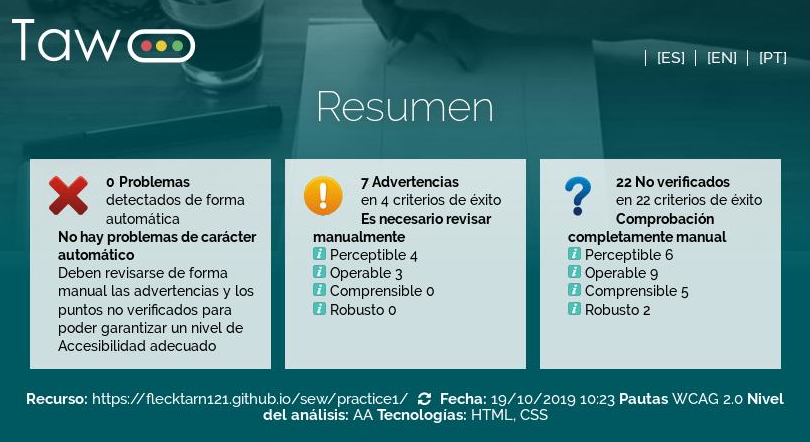 Taw
[ES] [EN] [PT]
Resumen
0 Problemas
detectados de forma
automática
No hay problemas de carácter
automático
Deben revisarse de forma
manual las advertencias y los
puntos no verificados para
poder garantizar un nivel de
Accesibilidad adecuado
7 Advertencias
en 4 criterios de éxito
Es necesario revisar
manualmente
Perceptible 4
Operable 3
Comprensible 0
Robusto 0
22 No verificados
en 22 criterios de éxito
Comprobación
completamente manual
Perceptible 6
Operable 9
Comprensible 5
Robusto 2
Recurso: https://flecktarn121.github.io/sew/practice1/ Fecha: 19/10/2019 10:23 Pautas WCAG 2.0 Nivel
del análisis: AA Tecnologías: HTML, CSS